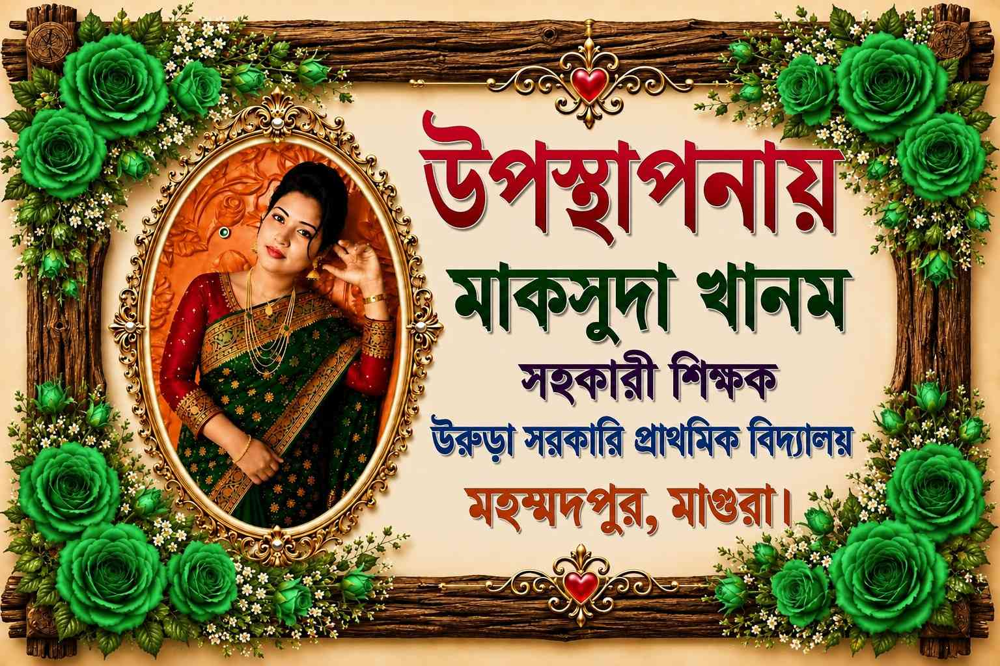 উপস্থাপনায়
মাকসুদা খানম
সহকারী শিক্ষক
উরুড়া সরকারি প্রাথমিক বিদ্যালয়
মহম্মদপুর, মাগুরা।